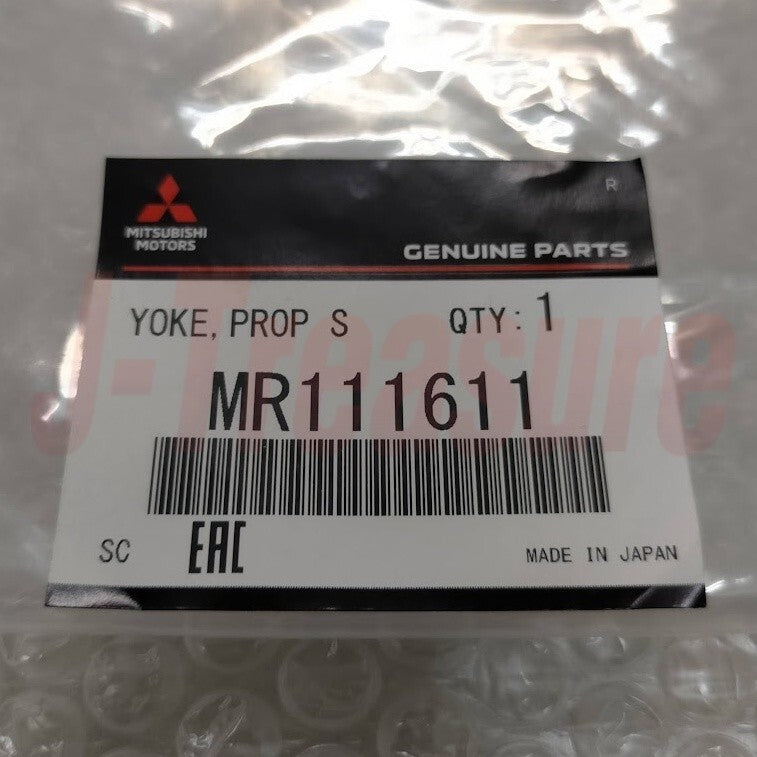 R
MITSUBISHI
MOTORS
GENUINE PARTS
YOKE, PROP S QTY: 1
J-Treasure
MR111611
SC EAC MADE IN JAPAN